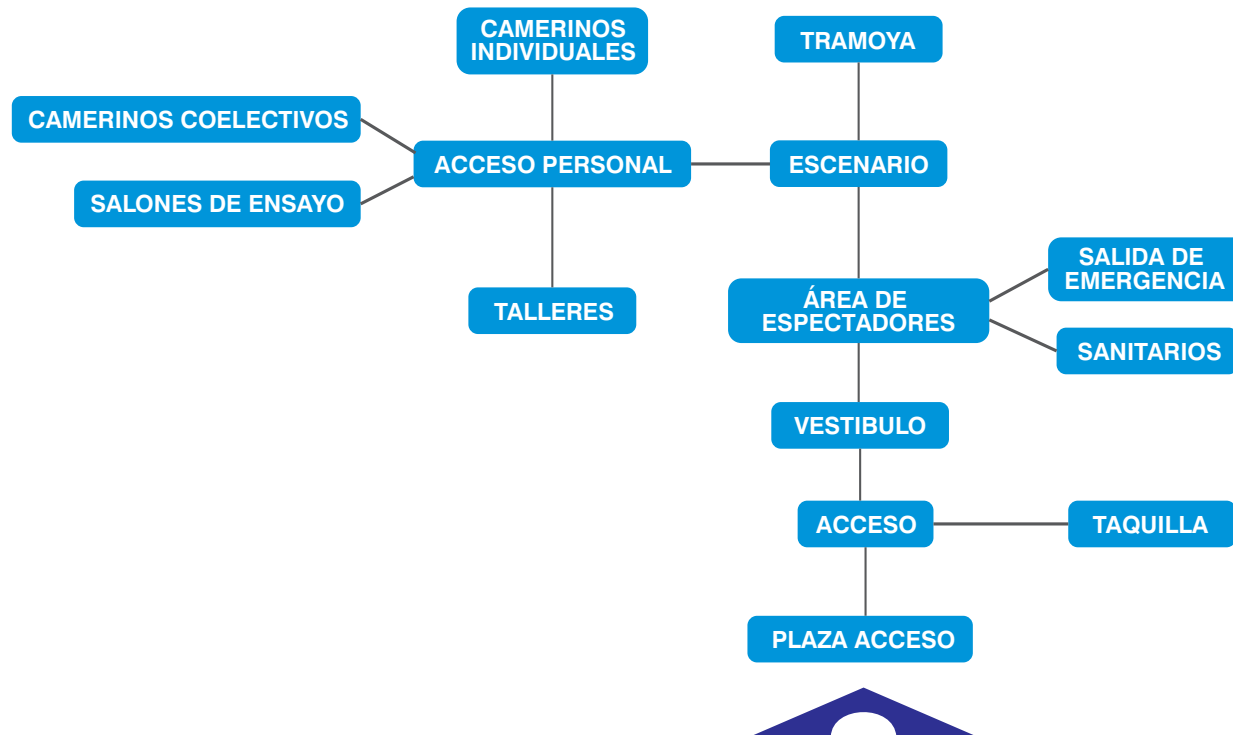 CAMERINOS
INDIVIDUALES
TRAMOYA
CAMERINOS COELECTIVOS
ACCESO PERSONAL
ESCENARIO
SALONES DE ENSAYO
SALIDA DE
EMERGENCIA
TALLERES
ÁREA DE
ESPECTADORES
SANITARIOS
VESTIBULO
ACCESO
TAQUILLA
PLAZA ACCESO